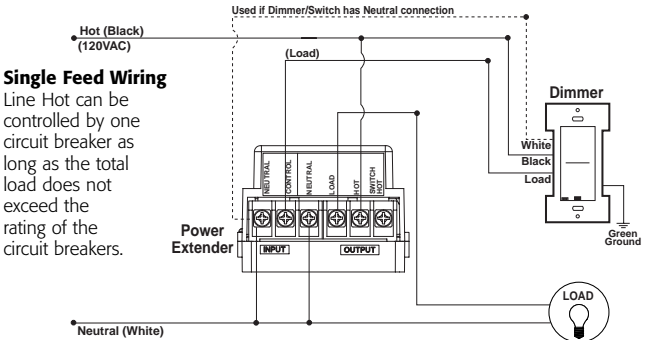 Used if Dimmer/Switch has Neutral connection
Hot (Black)
(120VAC)
(Load)
Single Feed Wiring
Line Hot can be
controlled by one
circuit breaker as
long as the total
load does not
exceed the
rating of the
circuit breakers.
Dimmer
White
Black
Load
Green
Ground
NEUTRAL
CONTROL
NEUTRAL
LOAD
HOT
SWITCH
HOT
Power
Extender
INPUT
OUTPUT
LOAD
Neutral (White)